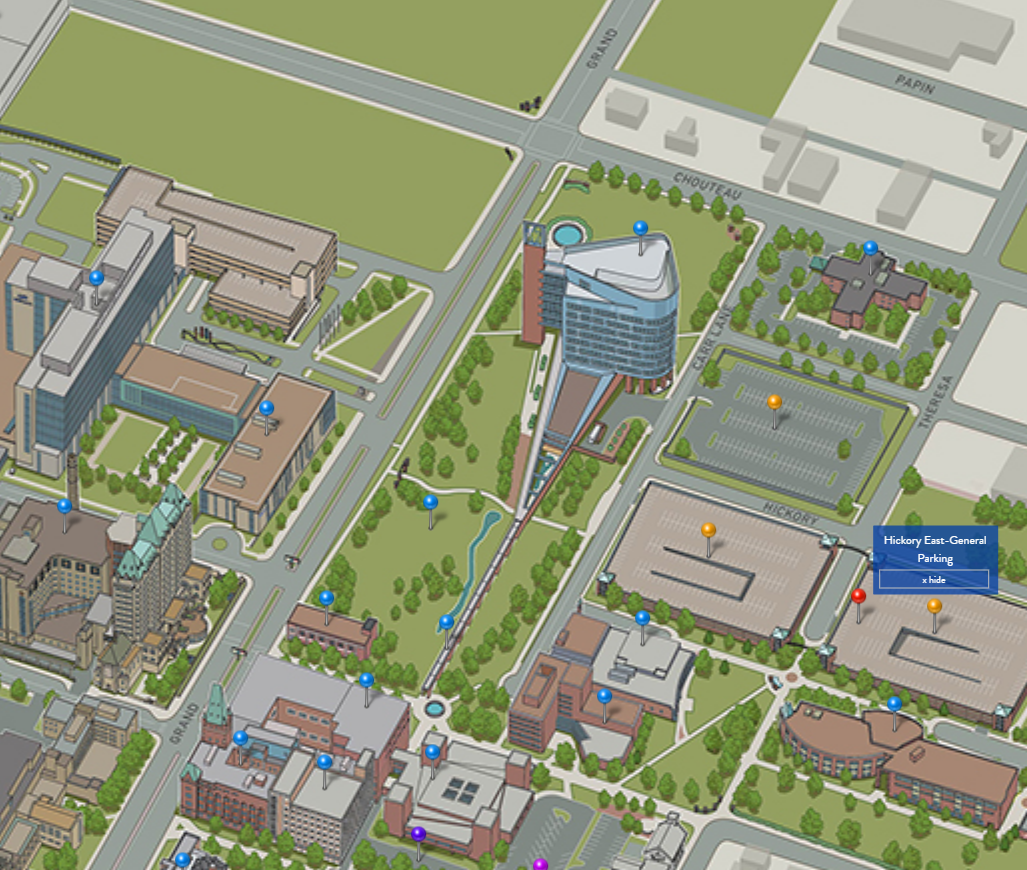 GRAND
PAPIN
CHOUTEAU
CARR LANE
THERESA
HICKORY
Hickory East-General
Parking
x hide
GRAND